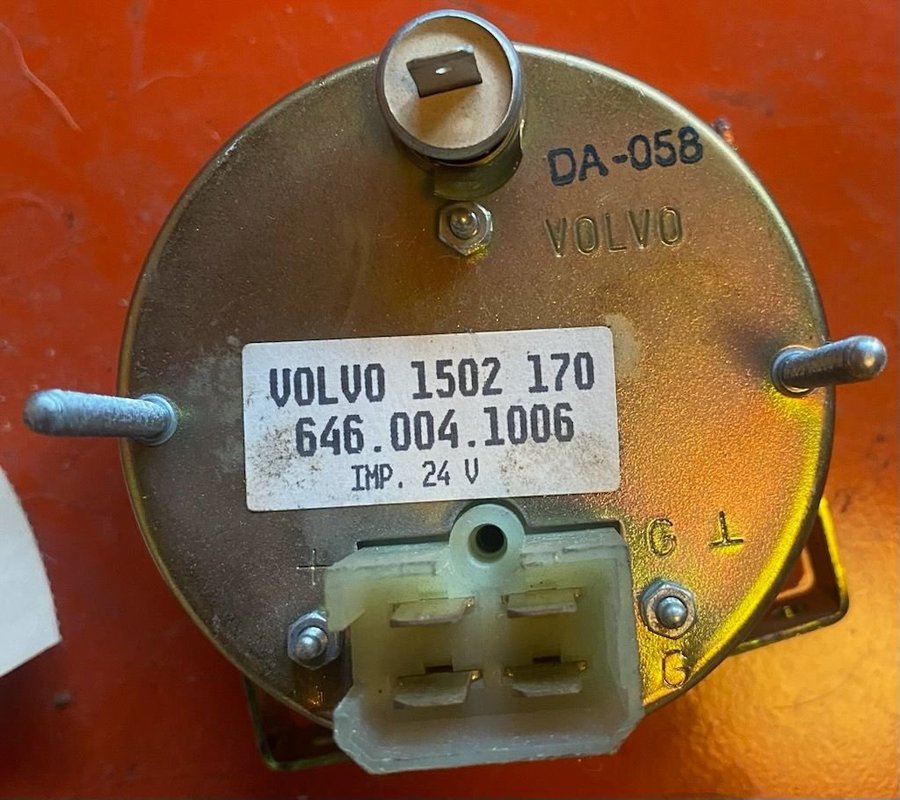 DA-058
VOLVO
VOLVO 1502 170
646.004.1006
IMP. 24 V
G ⊥
+
G